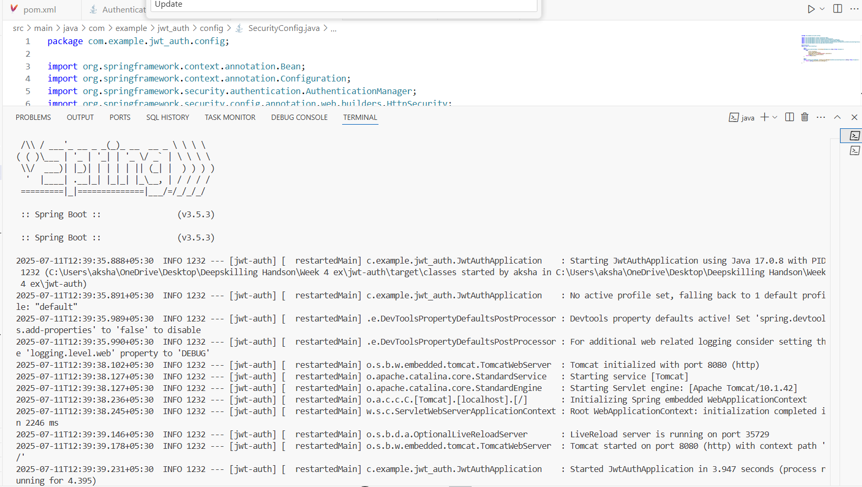 pom.xml
Authenticat
Update
src > main > java > com > example > jwt_auth > config > SecurityConfig.java > ...
1 package com.example.jwt_auth.config;
2
3 import org.springframework.context.annotation.Bean;
4 import org.springframework.context.annotation.Configuration;
5 import org.springframework.security.authentication.AuthenticationManager;
6 import org.springframework.security.config.annotation.web.builders.HttpSecurity;
PROBLEMS OUTPUT PORTS SQL HISTORY TASK MONITOR DEBUG CONSOLE TERMINAL java
 /\\ / ___'_ __ _ _(_)_ __  __ _ \ \ \ \
( ( )\___ | '_ | '_| | '_ \/ _` | \ \ \ \
 \\/  ___)| |_)| | | | | || (_| |  ) ) ) )
  '  |____| .__|_| |_|_| |_\__, | / / / /
 =========|_|==============|___/=/_/_/_/
:: Spring Boot :: (v3.5.3)
:: Spring Boot :: (v3.5.3)
2025-07-11T12:39:35.888+05:30 INFO 1232 --- [jwt-auth] [ restartedMain] c.example.jwt_auth.JwtAuthApplication : Starting JwtAuthApplication using Java 17.0.8 with PID
1232 (C:\Users\aksha\OneDrive\Desktop\Deepskilling Handson\Week 4 ex\jwt-auth\target\classes started by aksha in C:\Users\aksha\OneDrive\Desktop\Deepskilling Handson\Week
4 ex\jwt-auth)
2025-07-11T12:39:35.891+05:30 INFO 1232 --- [jwt-auth] [ restartedMain] c.example.jwt_auth.JwtAuthApplication : No active profile set, falling back to 1 default profi
le: "default"
2025-07-11T12:39:35.989+05:30 INFO 1232 --- [jwt-auth] [ restartedMain] .e.DevToolsPropertyDefaultsPostProcessor : Devtools property defaults active! Set 'spring.devtool
s.add-properties' to 'false' to disable
2025-07-11T12:39:35.990+05:30 INFO 1232 --- [jwt-auth] [ restartedMain] .e.DevToolsPropertyDefaultsPostProcessor : For additional web related logging consider setting th
e 'logging.level.web' property to 'DEBUG'
2025-07-11T12:39:38.102+05:30 INFO 1232 --- [jwt-auth] [ restartedMain] o.s.b.w.embedded.tomcat.TomcatWebServer : Tomcat initialized with port 8080 (http)
2025-07-11T12:39:38.127+05:30 INFO 1232 --- [jwt-auth] [ restartedMain] o.apache.catalina.core.StandardService : Starting service [Tomcat]
2025-07-11T12:39:38.127+05:30 INFO 1232 --- [jwt-auth] [ restartedMain] o.apache.catalina.core.StandardEngine : Starting Servlet engine: [Apache Tomcat/10.1.42]
2025-07-11T12:39:38.236+05:30 INFO 1232 --- [jwt-auth] [ restartedMain] o.a.c.c.C.[Tomcat].[localhost].[/] : Initializing Spring embedded WebApplicationContext
2025-07-11T12:39:38.245+05:30 INFO 1232 --- [jwt-auth] [ restartedMain] w.s.c.ServletWebServerApplicationContext : Root WebApplicationContext: initialization completed i
n 2246 ms
2025-07-11T12:39:39.146+05:30 INFO 1232 --- [jwt-auth] [ restartedMain] o.s.b.d.a.OptionalLiveReloadServer : LiveReload server is running on port 35729
2025-07-11T12:39:39.178+05:30 INFO 1232 --- [jwt-auth] [ restartedMain] o.s.b.w.embedded.tomcat.TomcatWebServer : Tomcat started on port 8080 (http) with context path '
/'
2025-07-11T12:39:39.231+05:30 INFO 1232 --- [jwt-auth] [ restartedMain] c.example.jwt_auth.JwtAuthApplication : Started JwtAuthApplication in 3.947 seconds (process r
unning for 4.395)